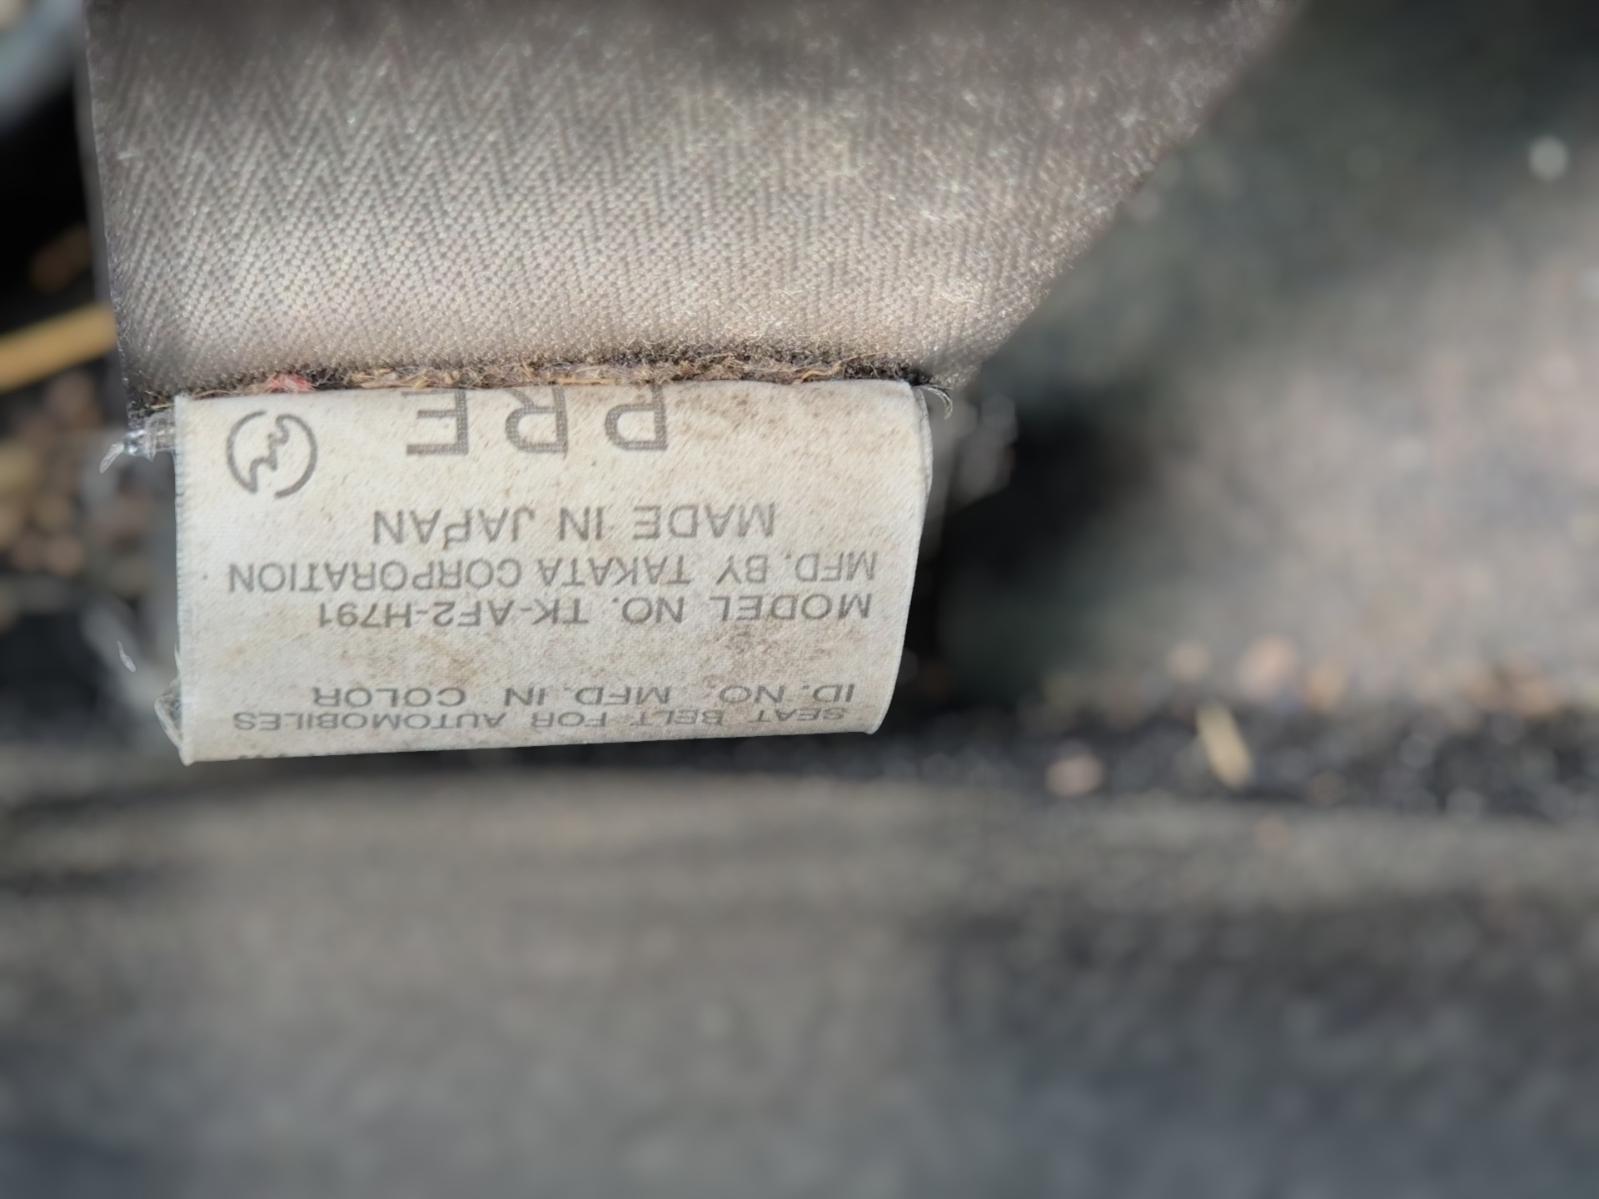 SEAT BELT FOR AUTOMOBILES
ID. NO. MFD. IN COLOR
MODEL NO. TK-AF2-H791
MFD. BY TAKATA CORPORATION
MADE IN JAPAN
PRE